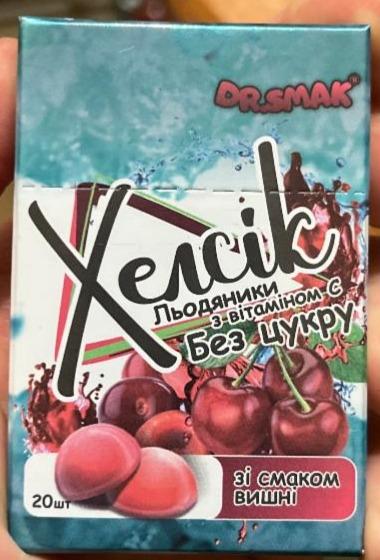 DR.SMAK®
Хелсік
Льодяники
з вітаміном С
Без цукру
зі смаком
вишні
20шт